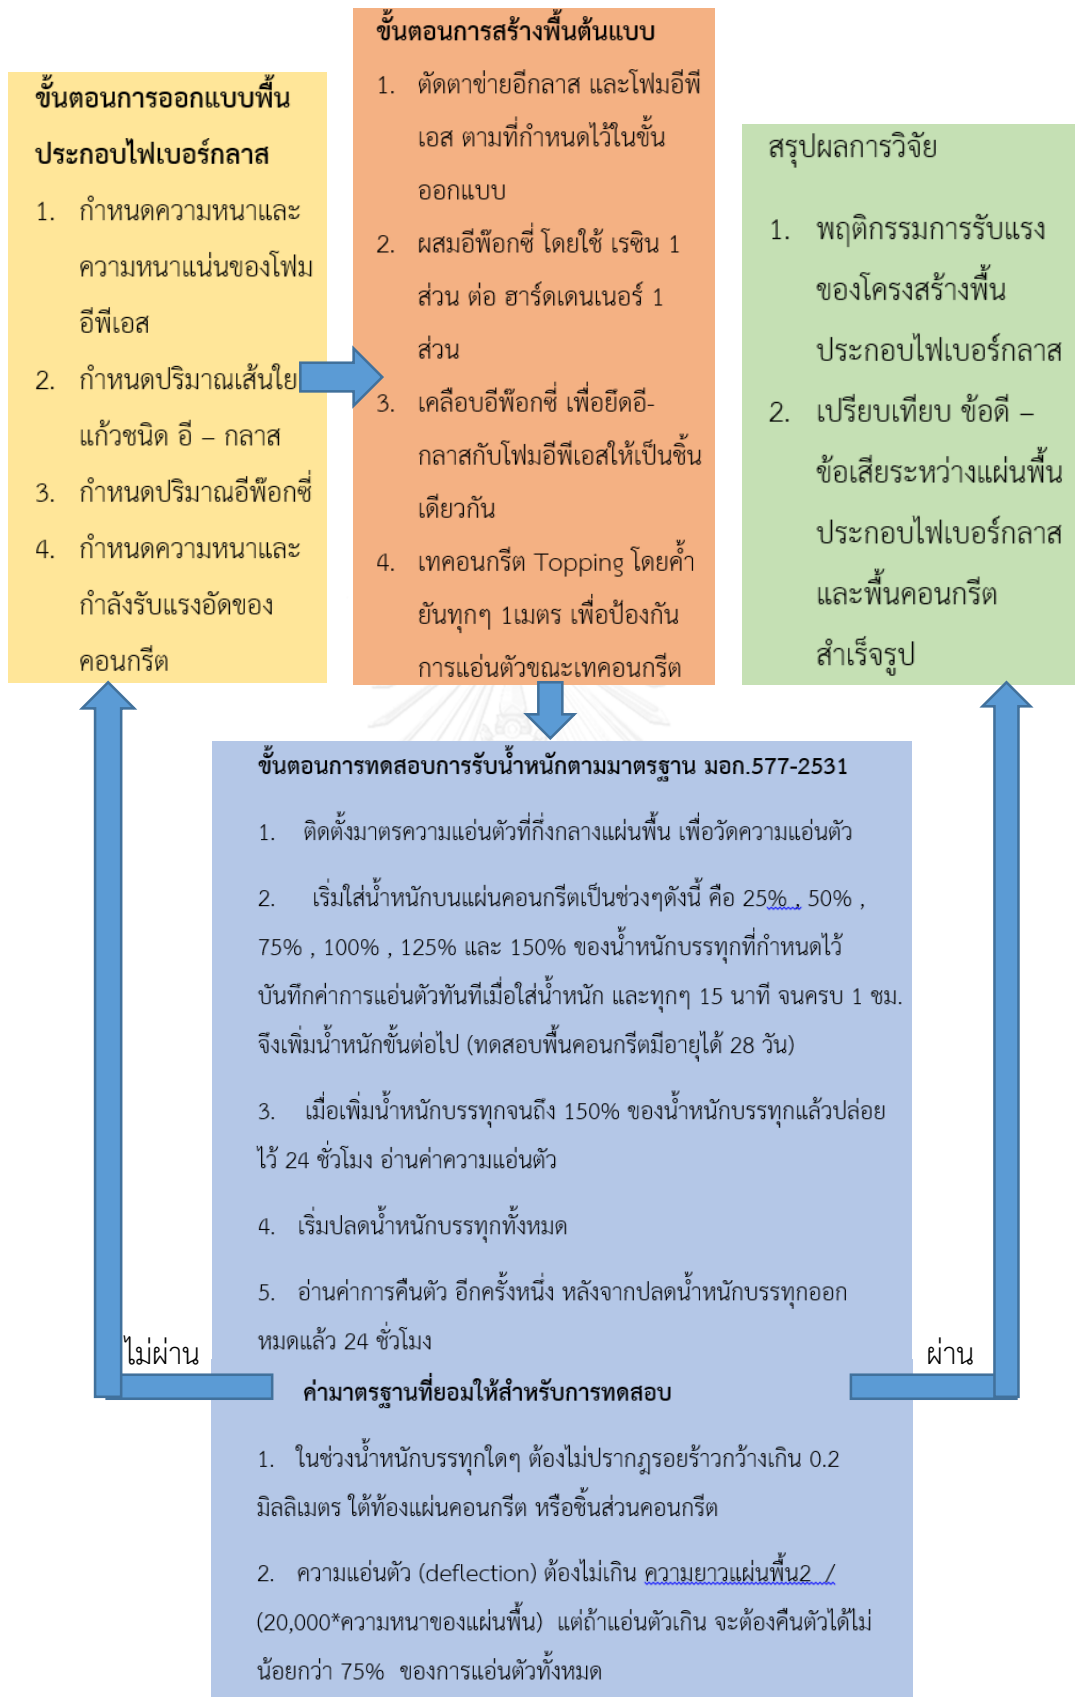 ขั้นตอนการออกแบบพื้น
ประกอบไฟเบอร์กลาส
1. กำหนดความหนาและ
ความหนาแน่นของโฟม
อีพีเอส
2. กำหนดปริมาณเส้นใย
แก้วชนิด อี – กลาส
3. กำหนดปริมาณอีพ๊อกซี่
4. กำหนดความหนาและ
กำลังรับแรงอัดของ
คอนกรีต
ขั้นตอนการสร้างพื้นต้นแบบ
1. ตัดตาข่ายอีกลาส และโฟมอีพี
เอส ตามที่กำหนดไว้ในขั้น
ออกแบบ
2. ผสมอีพ๊อกซี่ โดยใช้ เรซิน 1
ส่วน ต่อ ฮาร์ดเดนเนอร์ 1
ส่วน
3. เคลือบอีพ๊อกซี่ เพื่อยึดอี-
กลาสกับโฟมอีพีเอสให้เป็นชิ้น
เดียวกัน
4. เทคอนกรีต Topping โดยค้ำ
ยันทุกๆ 1เมตร เพื่อป้องกัน
การแอ่นตัวขณะเทคอนกรีต
สรุปผลการวิจัย
1. พฤติกรรมการรับแรง
ของโครงสร้างพื้น
ประกอบไฟเบอร์กลาส
2. เปรียบเทียบ ข้อดี –
ข้อเสียระหว่างแผ่นพื้น
ประกอบไฟเบอร์กลาส
และพื้นคอนกรีต
สำเร็จรูป
ขั้นตอนการทดสอบการรับน้ำหนักตามมาตรฐาน มอก.577-2531
1. ติดตั้งมาตรความแอ่นตัวที่กึ่งกลางแผ่นพื้น เพื่อวัดความแอ่นตัว
2. เริ่มใส่น้ำหนักบนแผ่นคอนกรีตเป็นช่วงๆดังนี้ คือ 25% , 50% ,
75% , 100% , 125% และ 150% ของน้ำหนักบรรทุกที่กำหนดไว้
บันทึกค่าการแอ่นตัวทันทีเมื่อใส่น้ำหนัก และทุกๆ 15 นาที จนครบ 1 ชม.
จึงเพิ่มน้ำหนักขั้นต่อไป (ทดสอบพื้นคอนกรีตมีอายุได้ 28 วัน)
3. เมื่อเพิ่มน้ำหนักบรรทุกจนถึง 150% ของน้ำหนักบรรทุกแล้วปล่อย
ไว้ 24 ชั่วโมง อ่านค่าความแอ่นตัว
4. เริ่มปลดน้ำหนักบรรทุกทั้งหมด
5. อ่านค่าการคืนตัว อีกครั้งหนึ่ง หลังจากปลดน้ำหนักบรรทุกออก
หมดแล้ว 24 ชั่วโมง
ไม่ผ่าน
ผ่าน
ค่ามาตรฐานที่ยอมให้สำหรับการทดสอบ
1. ในช่วงน้ำหนักบรรทุกใดๆ ต้องไม่ปรากฎรอยร้าวกว้างเกิน 0.2
มิลลิเมตร ใต้ท้องแผ่นคอนกรีต หรือชิ้นส่วนคอนกรีต
2. ความแอ่นตัว (deflection) ต้องไม่เกิน ความยาวแผ่นพื้น2 /
(20,000*ความหนาของแผ่นพื้น) แต่ถ้าแอ่นตัวเกิน จะต้องคืนตัวได้ไม่
น้อยกว่า 75% ของการแอ่นตัวทั้งหมด